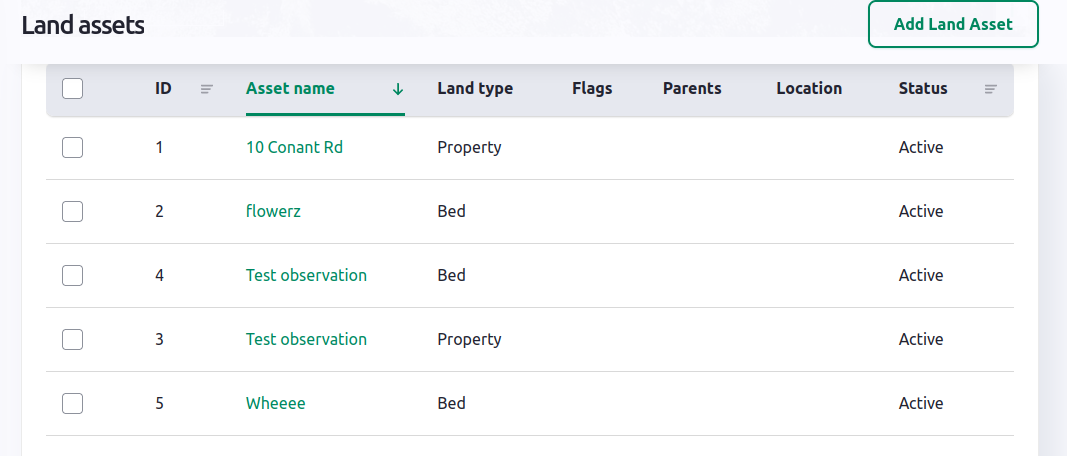 Land assets
Add Land Asset
ID Asset name Land type Flags Parents Location Status
1 10 Conant Rd Property Active
2 flowerz Bed Active
4 Test observation Bed Active
3 Test observation Property Active
5 Wheeee Bed Active